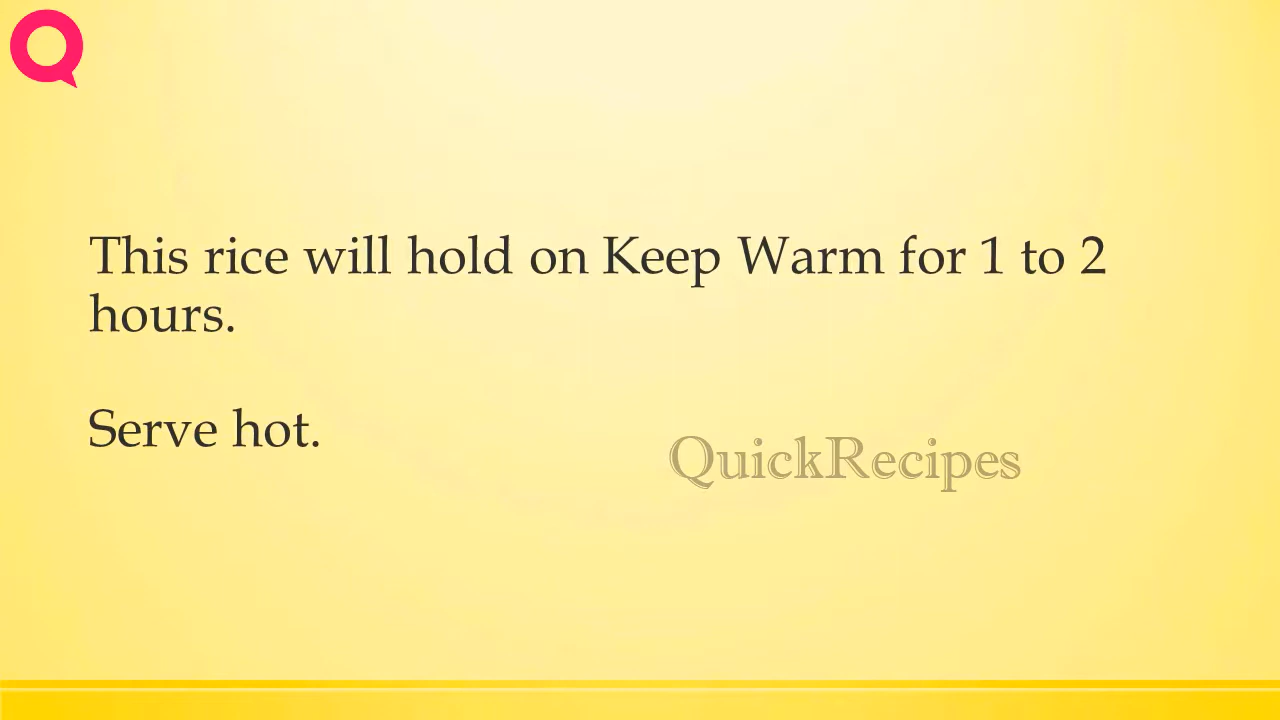 This rice will hold on Keep Warm for 1 to 2
hours.
Serve hot.
QuickRecipes